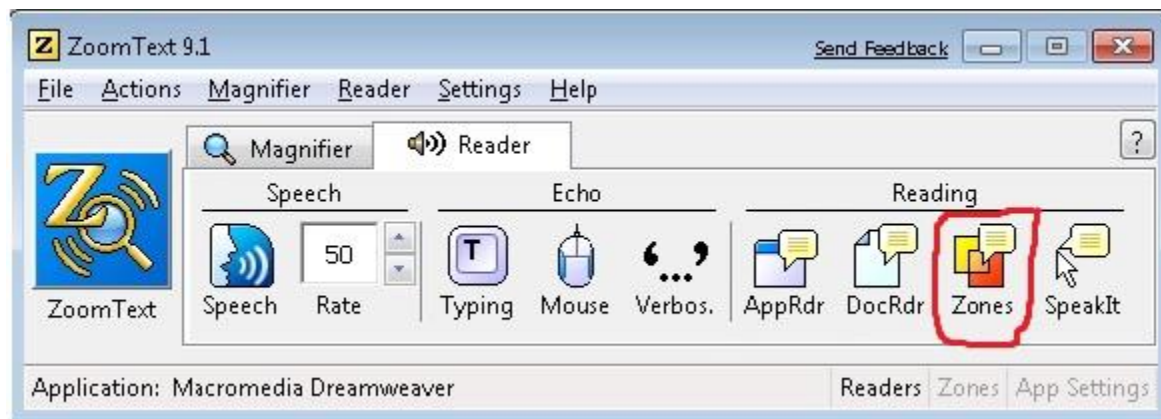 ZoomText 9.1 Send Feedback
File Actions Magnifier Reader Settings Help
Magnifier Reader ?
Speech Echo Reading
50 T
ZoomText Speech Rate Typing Mouse Verbos. AppRdr DocRdr Zones SpeakIt
Application: Macromedia Dreamweaver Readers Zones App Settings